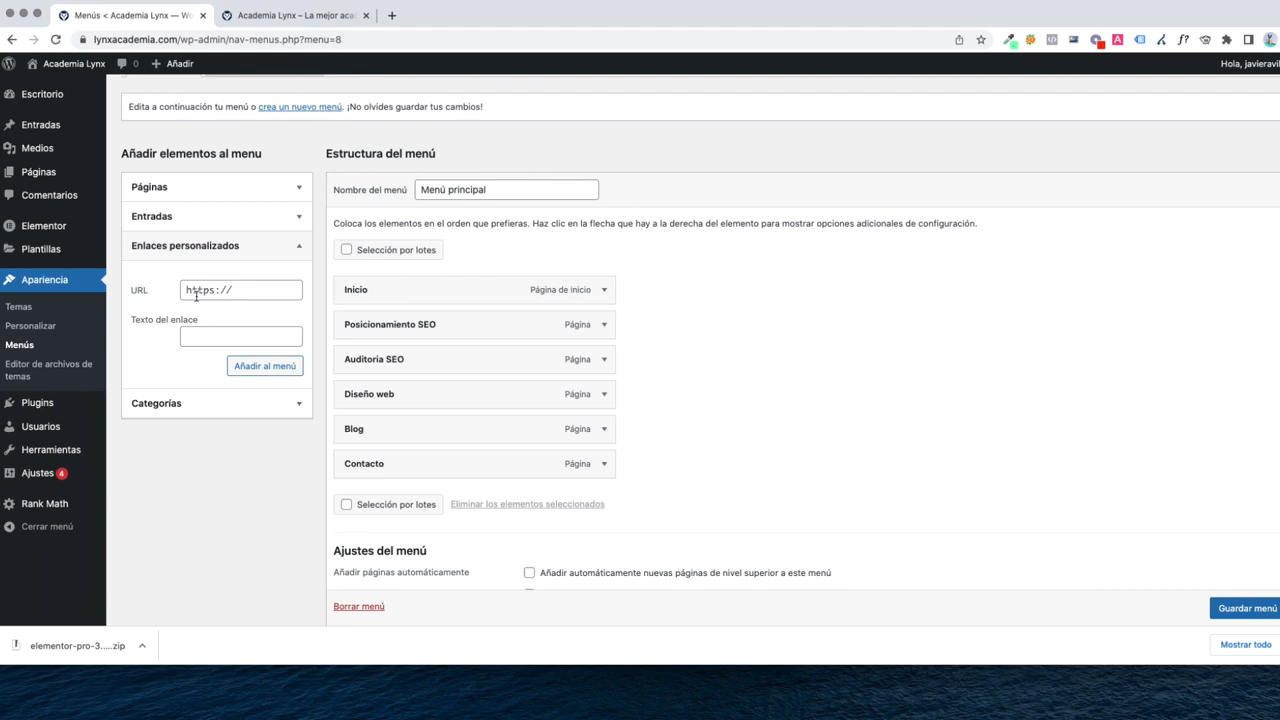 Menús < Academia Lynx — Wo
Academia Lynx – La mejor aca
lynxacademia.com/wp-admin/nav-menus.php?menu=8
Academia Lynx
0
Añadir
Hola, javieravil
Escritorio
Entradas
Medios
Páginas
Comentarios
Elementor
Plantillas
Apariencia
Temas
Personalizar
Menús
Editor de archivos de
temas
Plugins
Usuarios
Herramientas
Ajustes 4
Rank Math
Cerrar menú
Edita a continuación tu menú o crea un nuevo menú. ¡No olvides guardar tus cambios!
Añadir elementos al menu
Páginas
Entradas
Enlaces personalizados
URL
https://
Texto del enlace
Añadir al menú
Categorías
Estructura del menú
Nombre del menú
Menú principal
Coloca los elementos en el orden que prefieras. Haz clic en la flecha que hay a la derecha del elemento para mostrar opciones adicionales de configuración.
Selección por lotes
Inicio Página de inicio
Posicionamiento SEO Página
Auditoria SEO Página
Diseño web Página
Blog Página
Contacto Página
Selección por lotes
Eliminar los elementos seleccionados
Ajustes del menú
Añadir páginas automáticamente
Añadir automáticamente nuevas páginas de nivel superior a este menú
Borrar menú
Guardar menú
elementor-pro-3.....zip
Mostrar todo